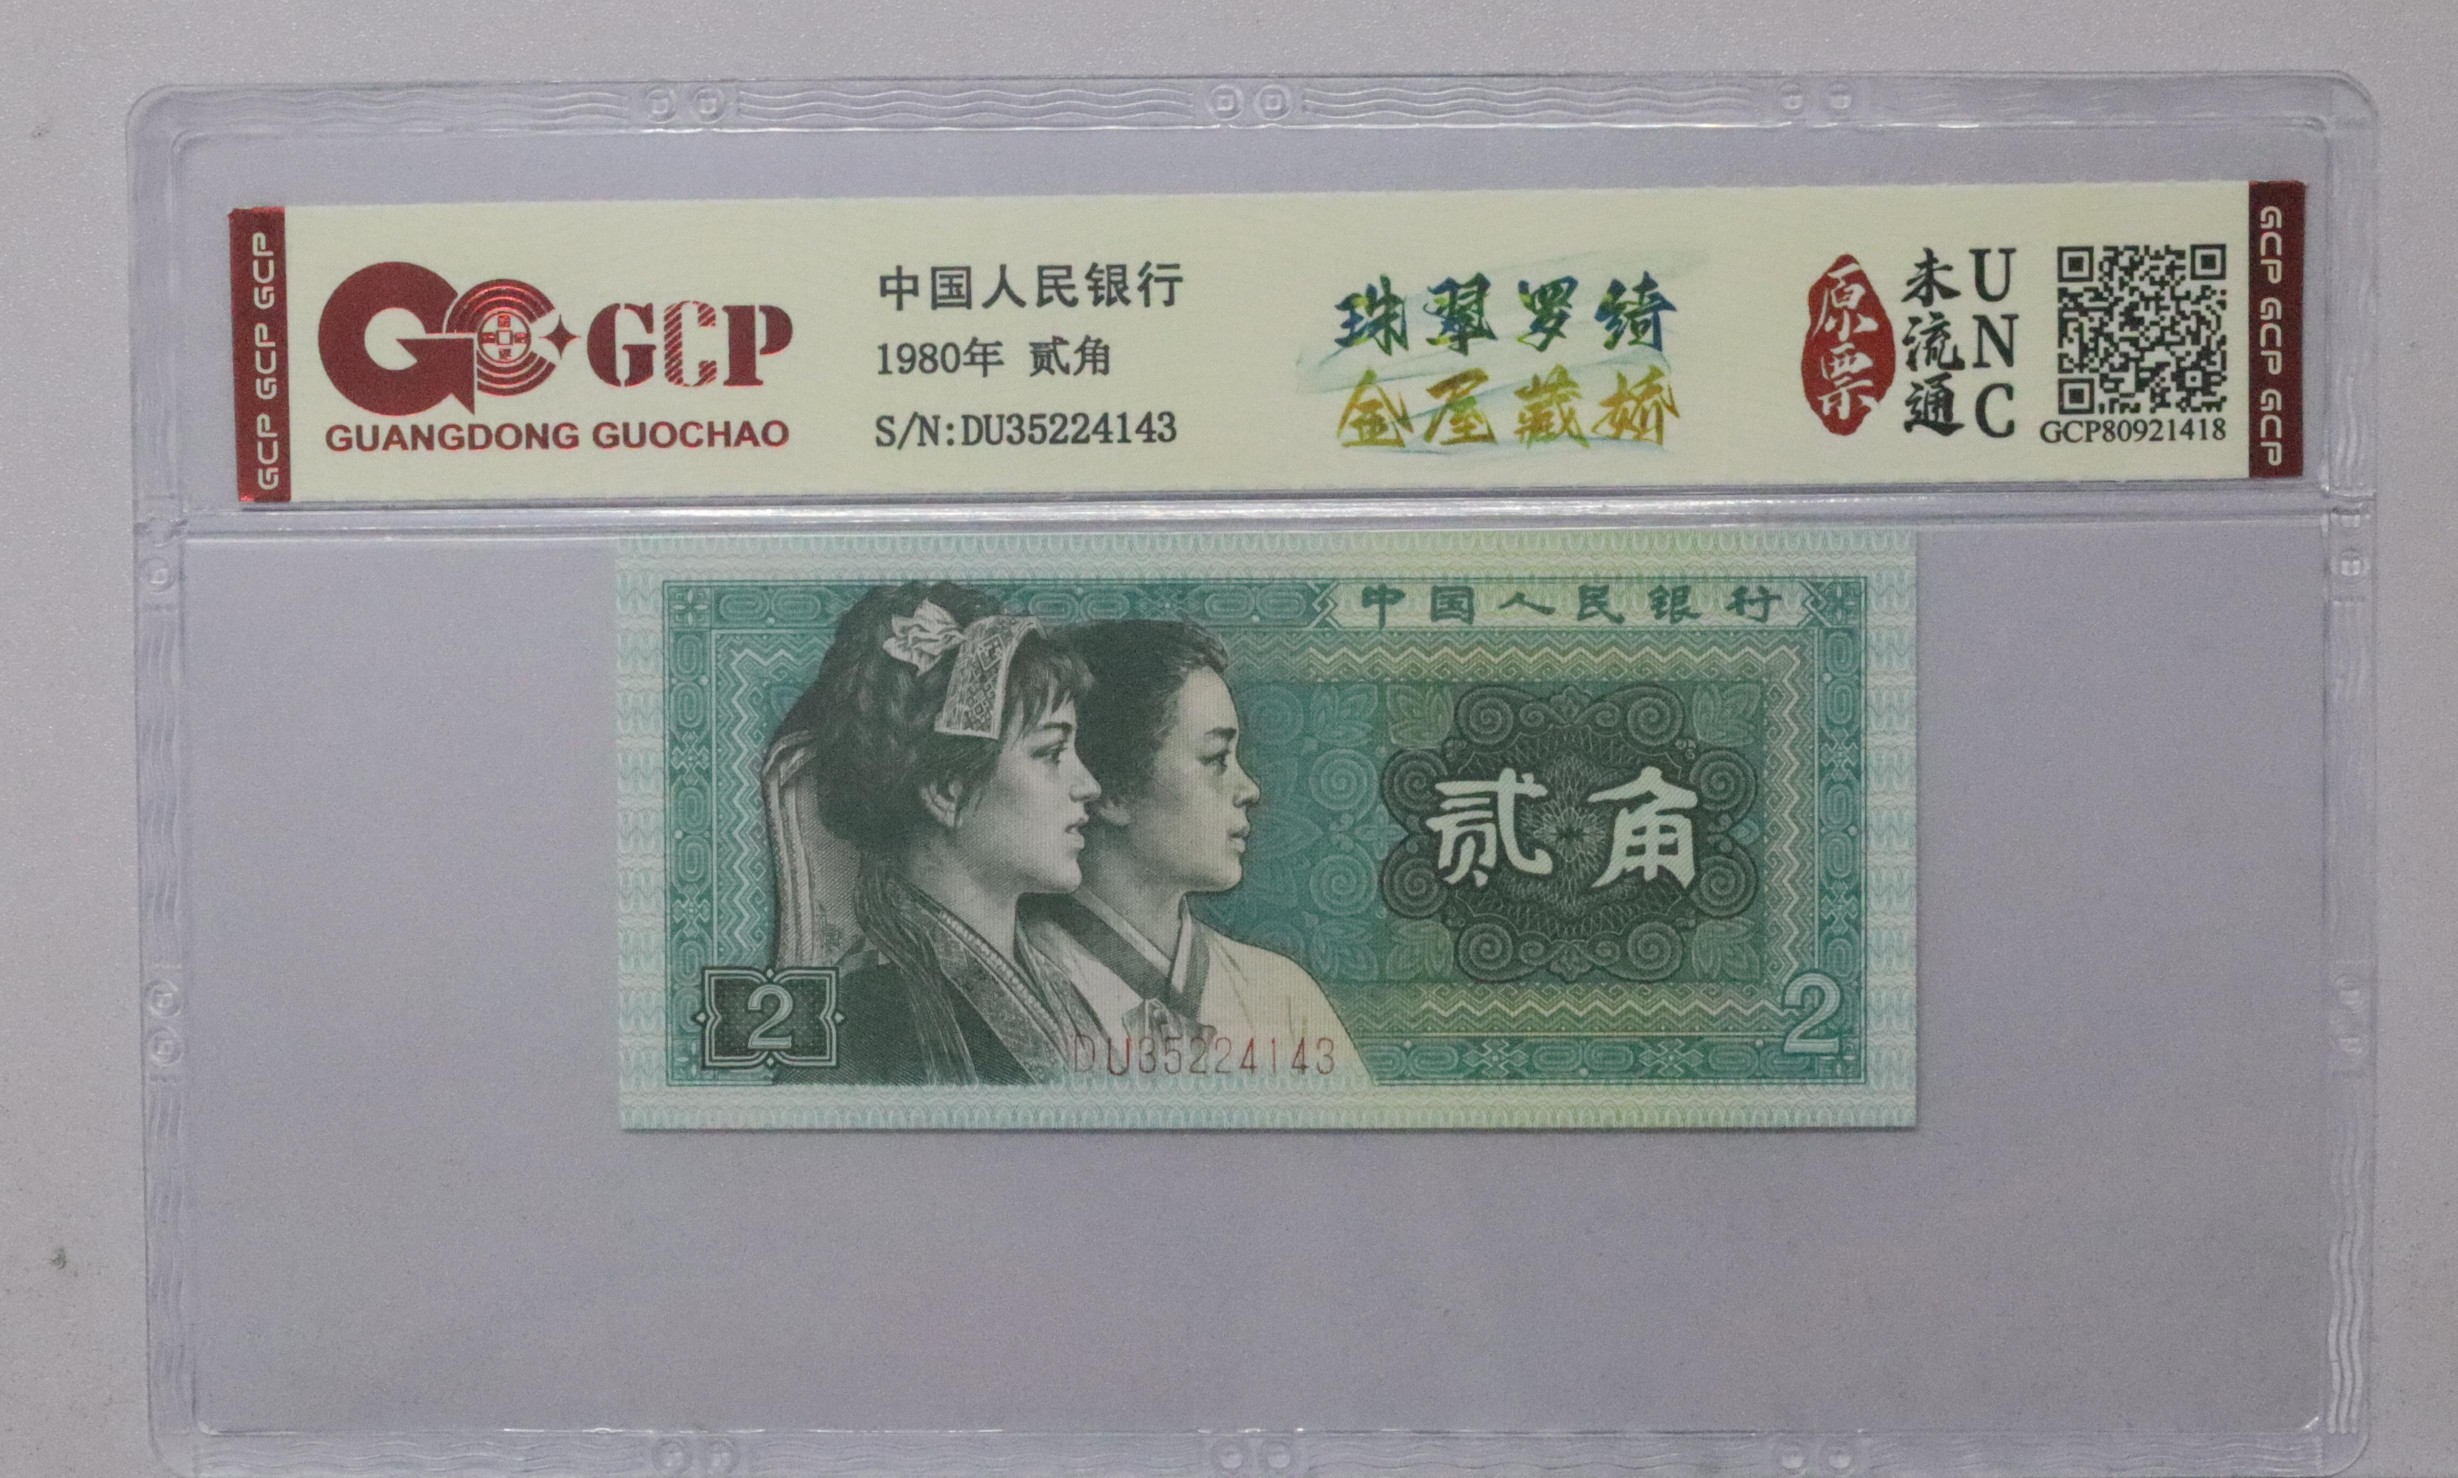 GCP GCP GCP
GCP
GUANGDONG GUOCHAO
中国人民银行
1980年 贰角
S/N:DU35224143
珠翠罗绮
金屋藏娇
原票
未流通
UNC
GCP80921418
GCP GCP GCP
中国人民银行
贰角
2
2
DU35224143